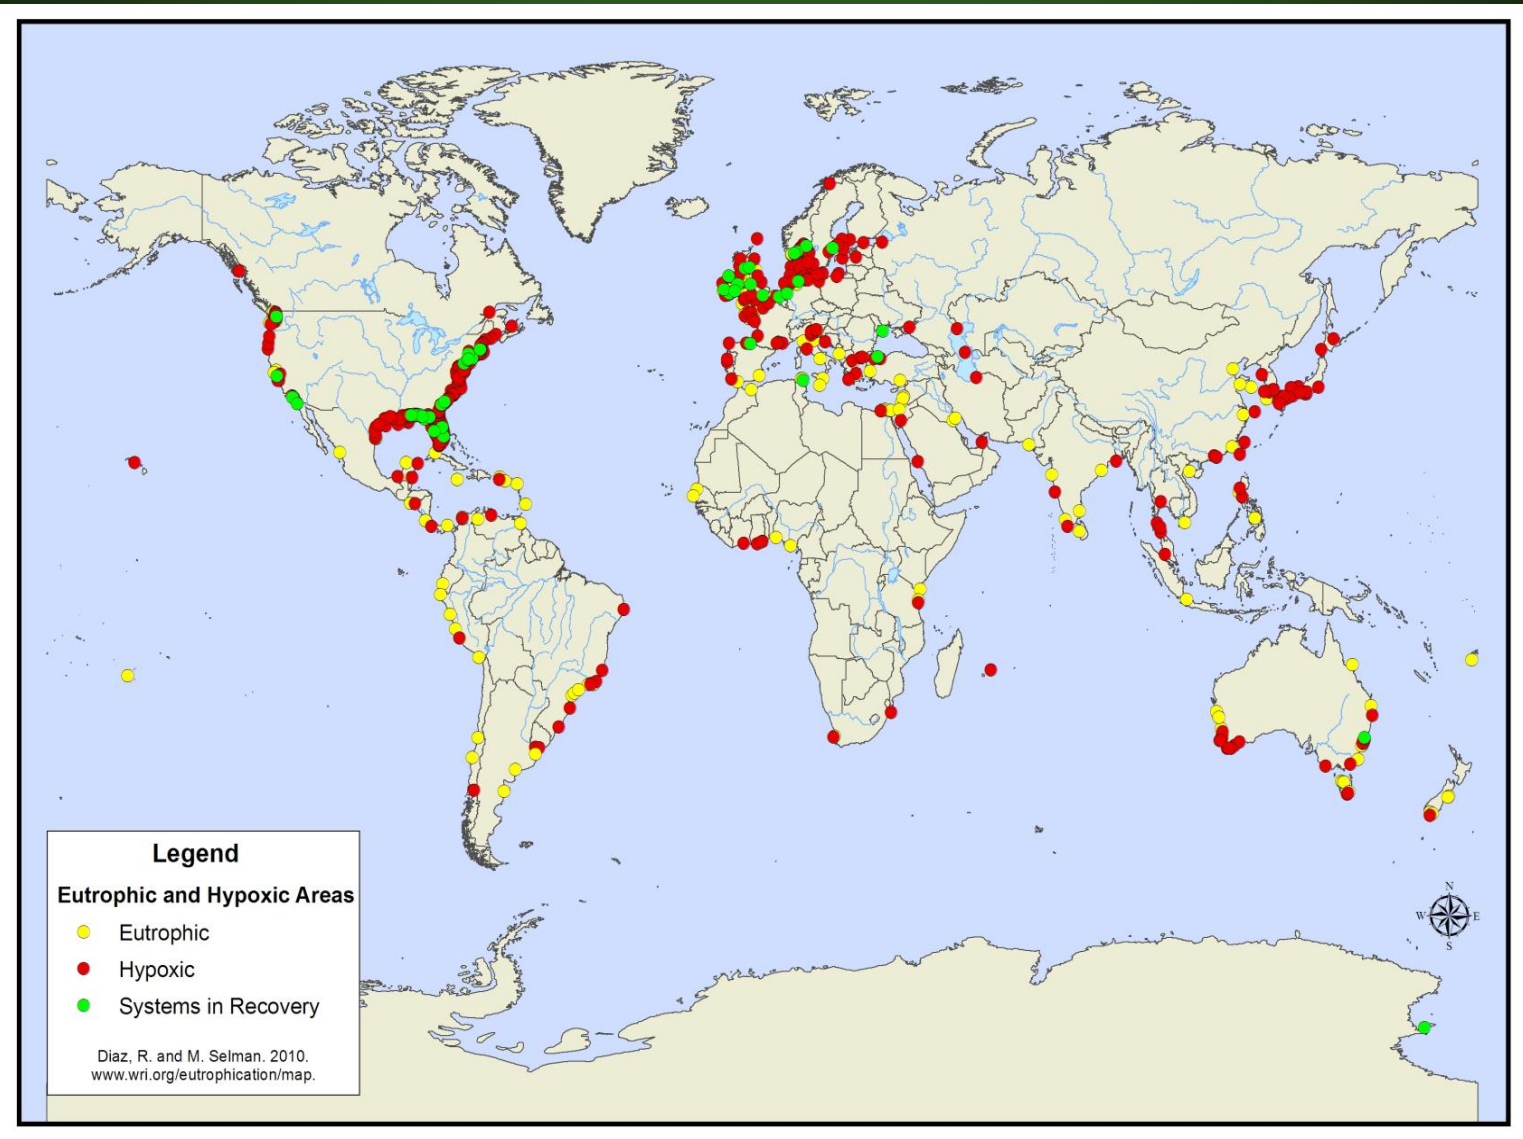 N
W E
S
Legend
Eutrophic and Hypoxic Areas
Eutrophic
Hypoxic
Systems in Recovery
Diaz, R. and M. Selman. 2010.
www.wri.org/eutrophication/map.